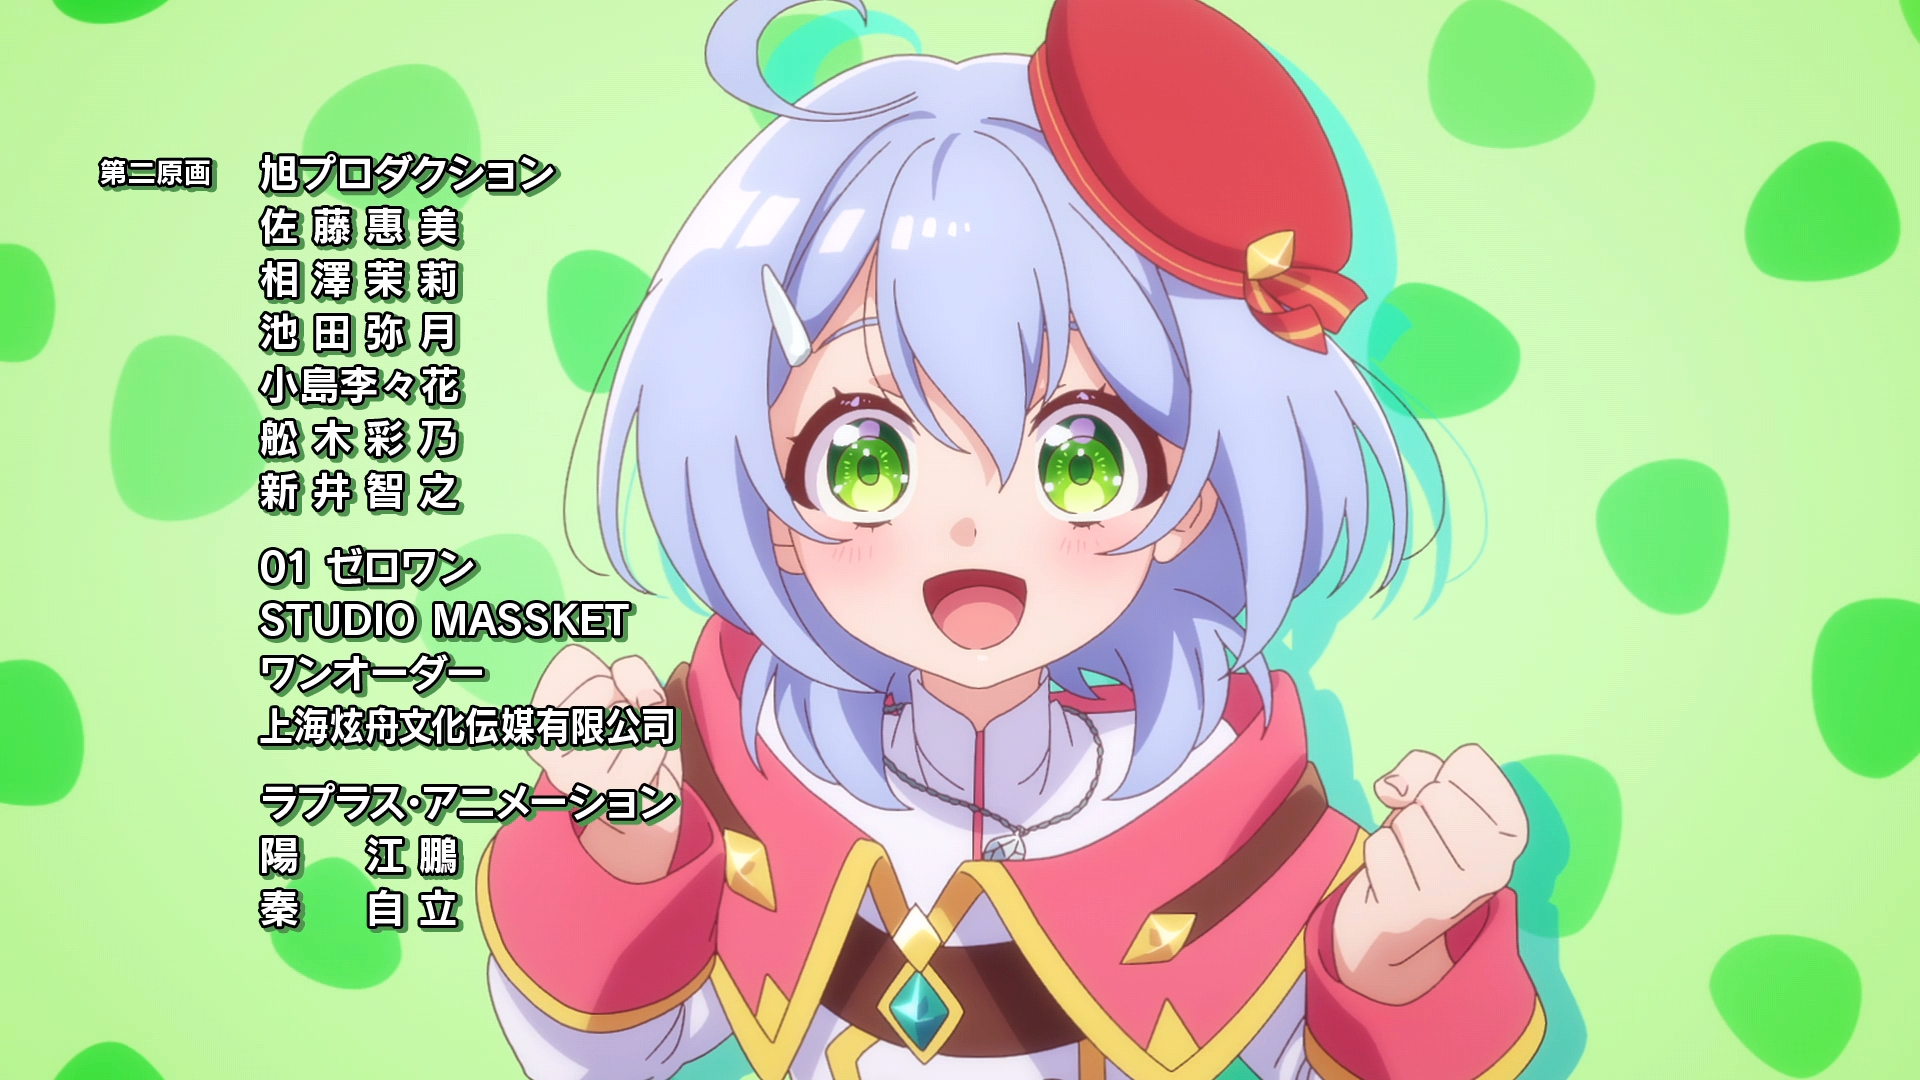 第二原画 旭プロダクション
佐藤惠美
相澤茉莉
池田弥月
小島李々花
舩木彩乃
新井智之
01 ゼロワン
STUDIO MASSKET
ワンオーダー
上海炫舟文化伝媒有限公司
ラプラス・アニメーション
陽 江鵬
秦 自立